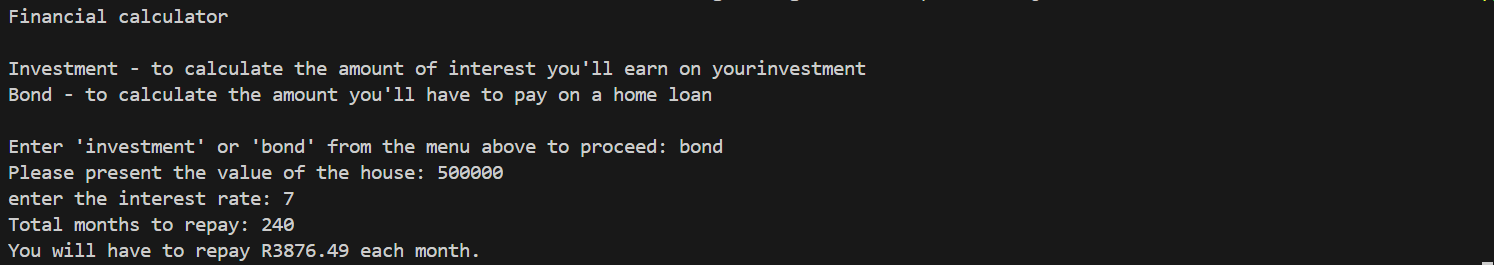 Financial calculator
Investment - to calculate the amount of interest you'll earn on yourinvestment
Bond - to calculate the amount you'll have to pay on a home loan
Enter 'investment' or 'bond' from the menu above to proceed: bond
Please present the value of the house: 500000
enter the interest rate: 7
Total months to repay: 240
You will have to repay R3876.49 each month.